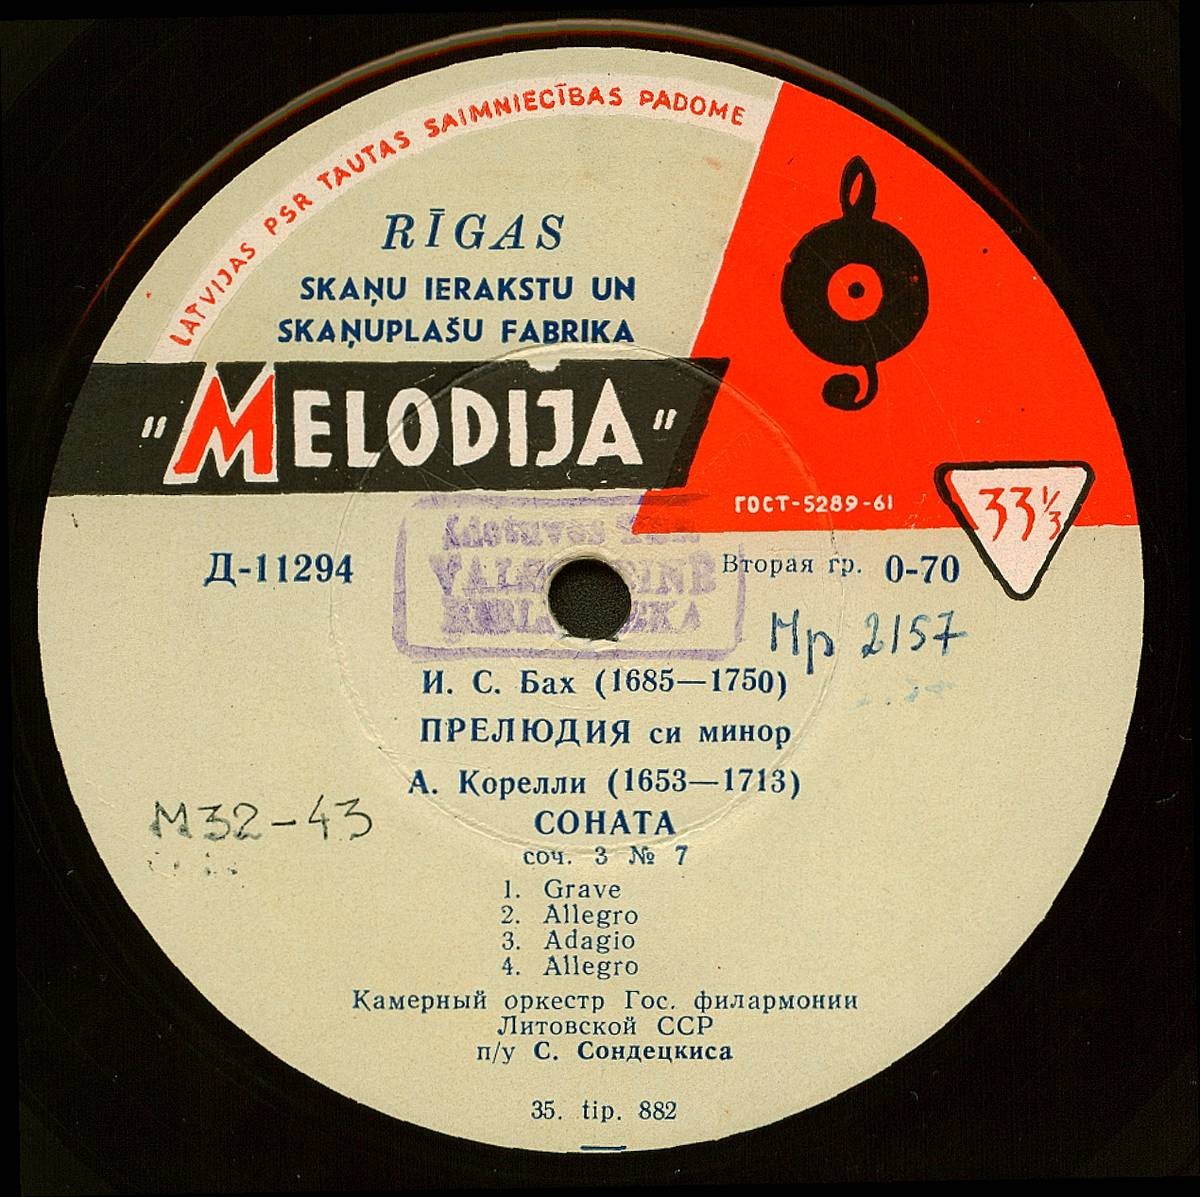 LATVIJAS PSR TAUTAS SAIMNIECĪBAS PADOME
RĪGAS
SKAŅU IERAKSTU UN
SKAŅUPLAŠU FABRIKA
"MELODIJA"
ГОСТ-5289-61
33⅓
Д-11294
Вторая гр. 0-70
Мр 2157
И. С. Бах (1685—1750)
ПРЕЛЮДИЯ си минор
А. Корелли (1653—1713)
М32-43
СОНАТА
соч. 3 № 7
1. Grave
2. Allegro
3. Adagio
4. Allegro
Камерный оркестр Гос. филармонии
Литовской ССР
п/у С. Сондецкиса
35. tip. 882